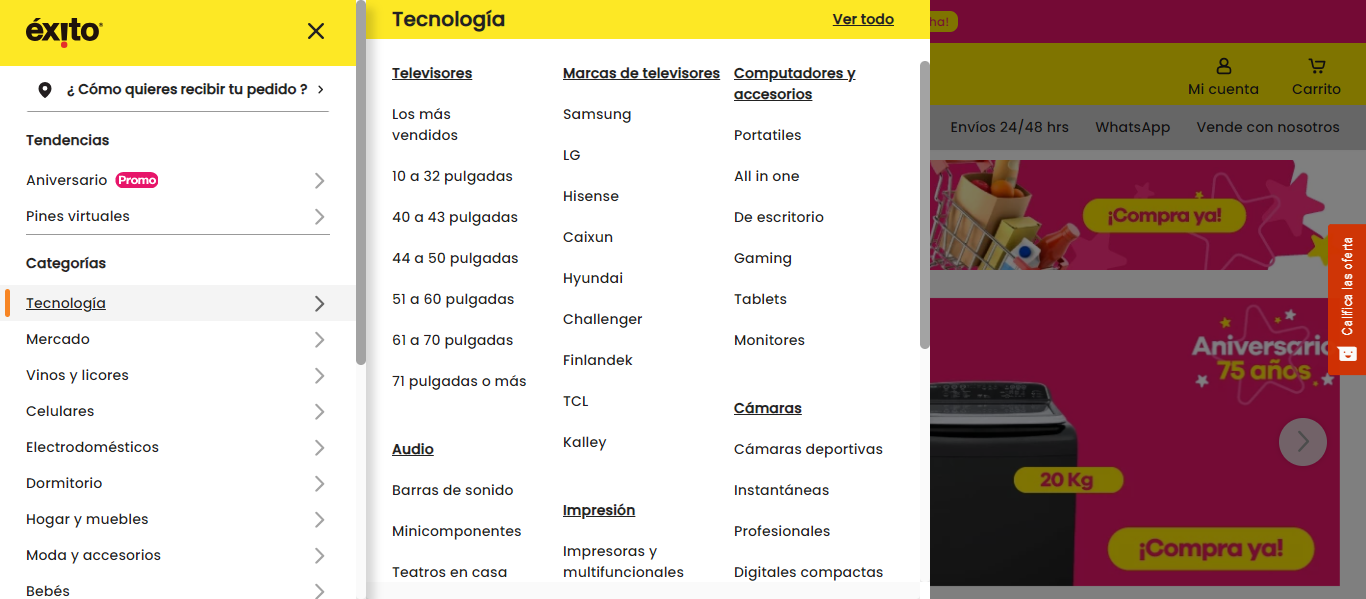 éxito
¿ Cómo quieres recibir tu pedido ?
Tendencias
Aniversario Promo
Pines virtuales
Categorías
Tecnología
Mercado
Vinos y licores
Celulares
Electrodomésticos
Dormitorio
Hogar y muebles
Moda y accesorios
Bebés
Tecnología
Ver todo
Televisores
Los más
vendidos
10 a 32 pulgadas
40 a 43 pulgadas
44 a 50 pulgadas
51 a 60 pulgadas
61 a 70 pulgadas
71 pulgadas o más
Audio
Barras de sonido
Minicomponentes
Teatros en casa
Marcas de televisores
Samsung
LG
Hisense
Caixun
Hyundai
Challenger
Finlandek
TCL
Kalley
Impresión
Impresoras y
multifuncionales
Computadores y
accesorios
Portatiles
All in one
De escritorio
Gaming
Tablets
Monitores
Cámaras
Cámaras deportivas
Instantáneas
Profesionales
Digitales compactas
ha!
Mi cuenta
Carrito
Envíos 24/48 hrs
WhatsApp
Vende con nosotros
¡Compra ya!
Califica las oferta
Aniversario
75 años
20 Kg
¡Compra ya!